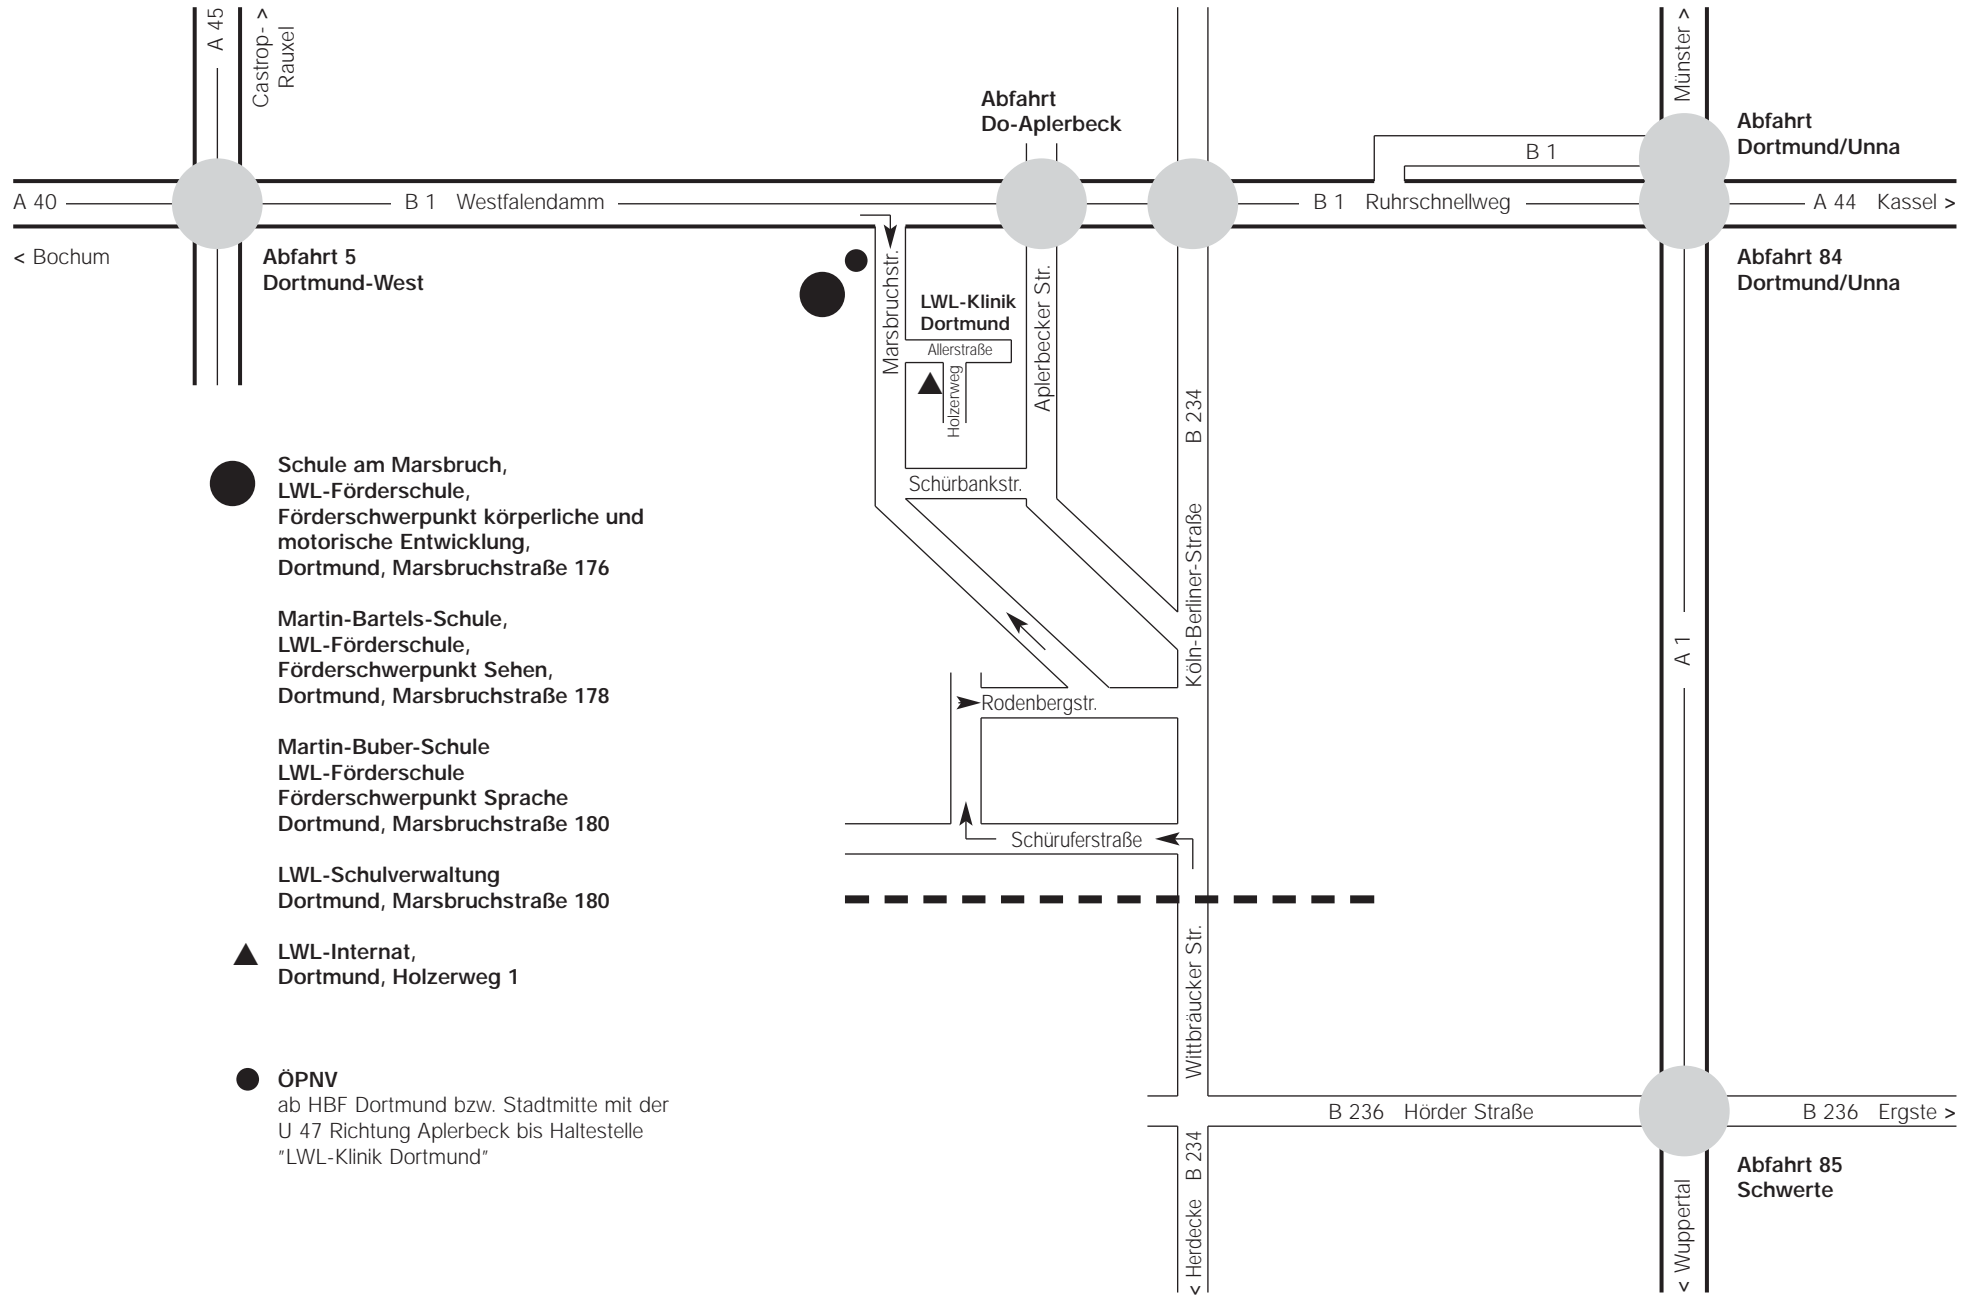 A 45
Castrop- >
Rauxel
Münster >
Abfahrt
Do-Aplerbeck
Abfahrt
Dortmund/Unna
B 1
A 40
B 1 Westfalendamm
B 1 Ruhrschnellweg
A 44 Kassel >
< Bochum
Abfahrt 5
Dortmund-West
Abfahrt 84
Dortmund/Unna
Marsbruchstr.
LWL-Klinik
Dortmund
Allerstraße
Holzerweg
Aplerbecker Str.
B 234
Köln-Berliner-Straße
Schürbankstr.
A 1
Rodenbergstr.
Schüruferstraße
Wittbräucker Str.
B 236 Hörder Straße
B 236 Ergste >
< Herdecke B 234
Abfahrt 85
Schwerte
< Wuppertal
Schule am Marsbruch,
LWL-Förderschule,
Förderschwerpunkt körperliche und
motorische Entwicklung,
Dortmund, Marsbruchstraße 176
Martin-Bartels-Schule,
LWL-Förderschule,
Förderschwerpunkt Sehen,
Dortmund, Marsbruchstraße 178
Martin-Buber-Schule
LWL-Förderschule
Förderschwerpunkt Sprache
Dortmund, Marsbruchstraße 180
LWL-Schulverwaltung
Dortmund, Marsbruchstraße 180
LWL-Internat,
Dortmund, Holzerweg 1
ÖPNV
ab HBF Dortmund bzw. Stadtmitte mit der
U 47 Richtung Aplerbeck bis Haltestelle
"LWL-Klinik Dortmund"